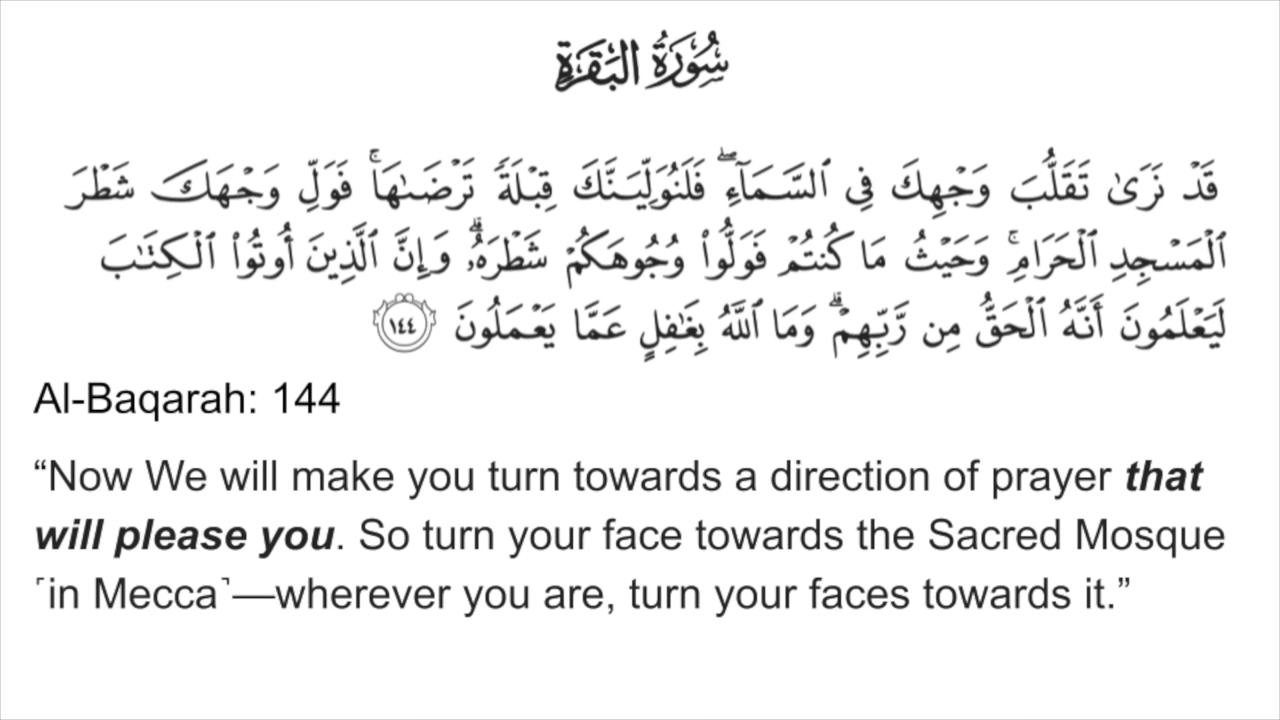 سُورَةُ البَقَرَةِ
قَدْ نَرَىٰ تَقَلُّبَ وَجْهِكَ فِى ٱلسَّمَآءِ ۖ فَلَنُوَلِّيَنَّكَ قِبْلَةً تَرْضَىٰهَا ۚ فَوَلِّ وَجْهَكَ شَطْرَ
ٱلْمَسْجِدِ ٱلْحَرَامِ ۚ وَحَيْثُ مَا كُنتُمْ فَوَلُّوا۟ وُجُوهَكُمْ شَطْرَهُۥ ۗ وَإِنَّ ٱلَّذِينَ أُوتُوا۟ ٱلْكِتَـٰبَ
لَيَعْلَمُونَ أَنَّهُ ٱلْحَقُّ مِن رَّبِّهِمْ ۗ وَمَا ٱللَّهُ بِغَـٰفِلٍ عَمَّا يَعْمَلُونَ ١٤٤
Al-Baqarah: 144
“Now We will make you turn towards a direction of prayer that
will please you. So turn your face towards the Sacred Mosque
˹in Mecca˺—wherever you are, turn your faces towards it.”